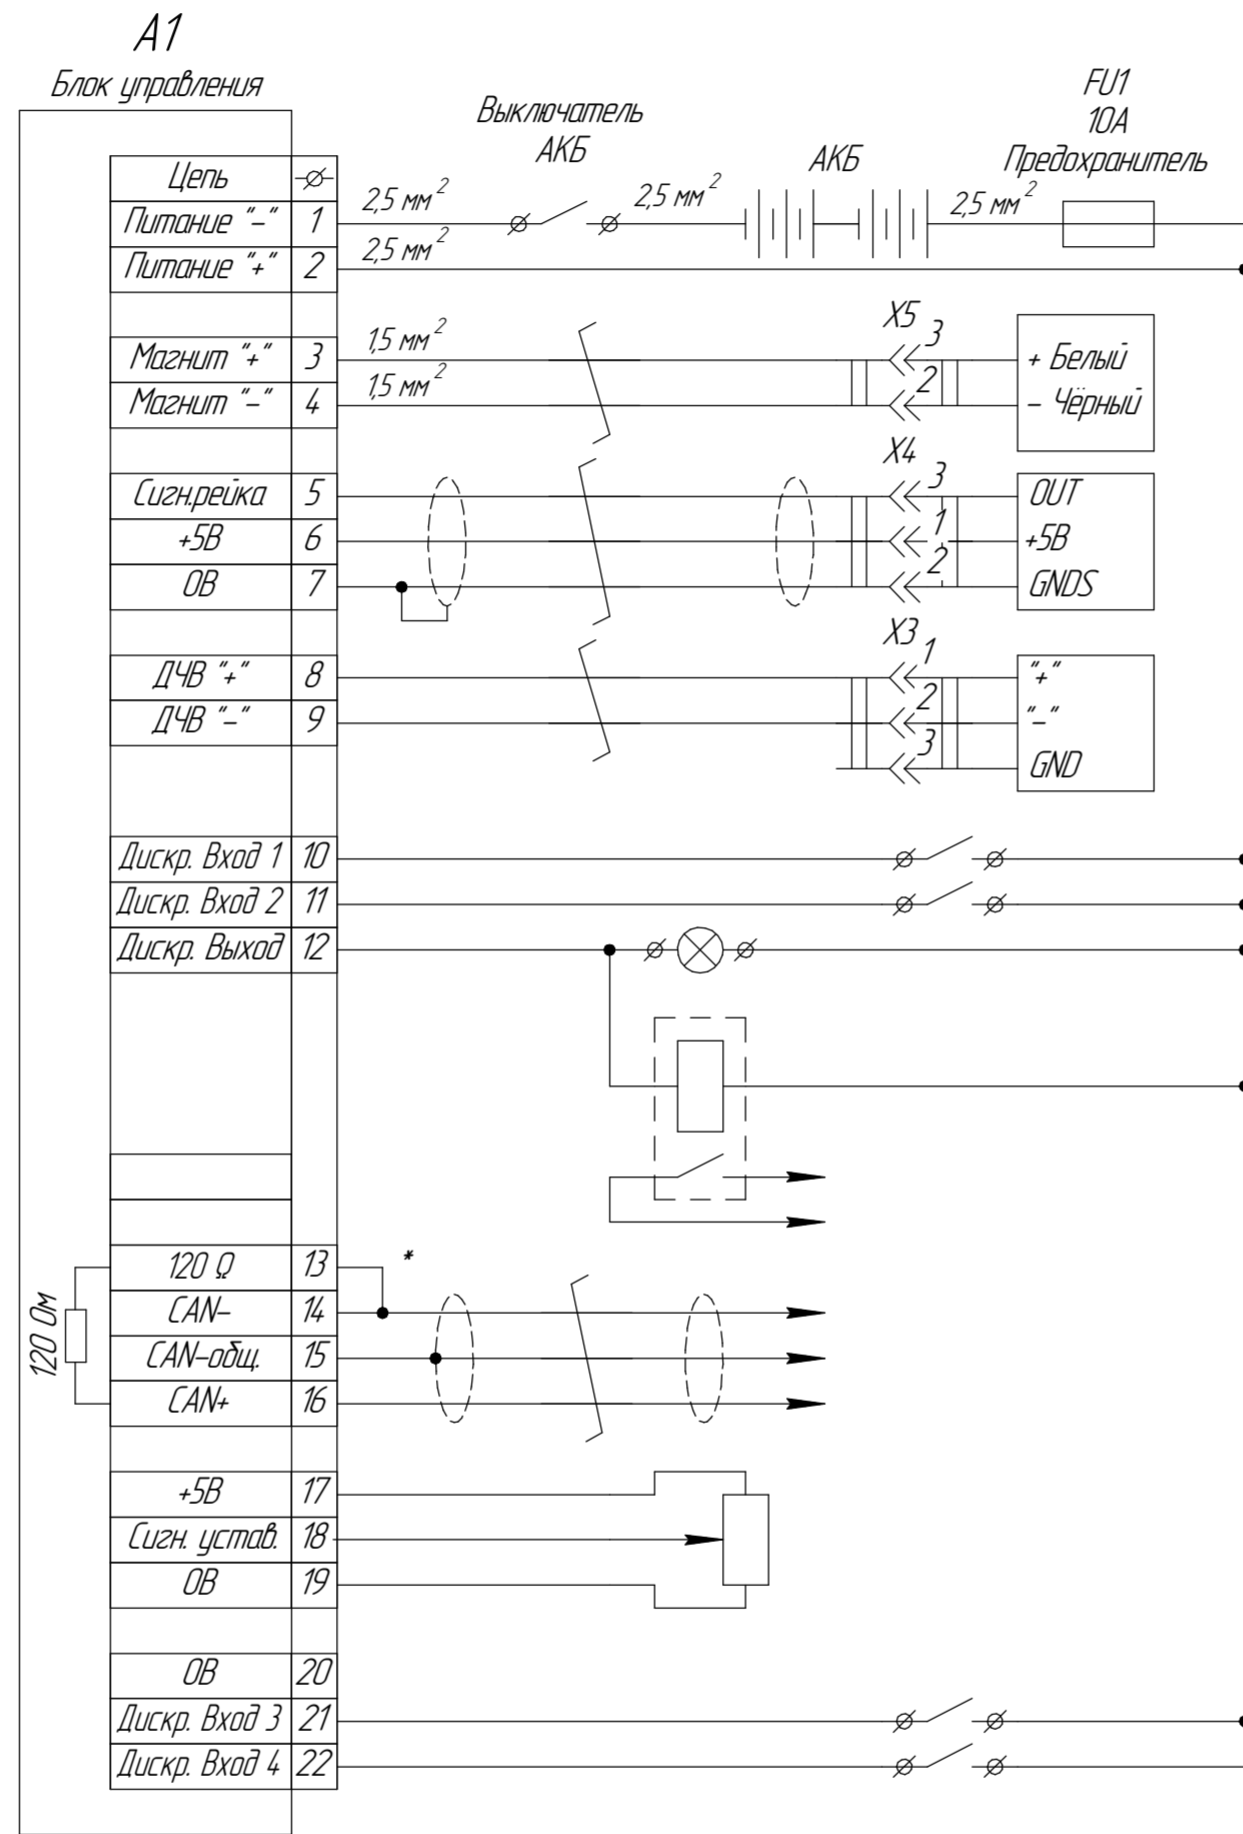 А1
Блок управления
Выключатель
АКБ
АКБ
FU1
10А
Предохранитель
Цепь
Питание "-" 1 2,5 мм² 2,5 мм² 2,5 мм²
Питание "+" 2 2,5 мм²
X5
Магнит "+" 3 1,5 мм² 3 + Белый
Магнит "-" 4 1,5 мм² 2 - Чёрный
X4
Сигн.рейка 5 3 OUT
+5В 6 1 +5В
0В 7 2 GNDS
X3
ДЧВ "+" 8 1 "+"
ДЧВ "-" 9 2 "-"
3 GND
Дискр. Вход 1 10
Дискр. Вход 2 11
Дискр. Выход 12
120 Ω 13 *
CAN- 14
CAN-общ. 15
CAN+ 16
120 Ом
+5В 17
Сигн. устав. 18
0В 19
0В 20
Дискр. Вход 3 21
Дискр. Вход 4 22